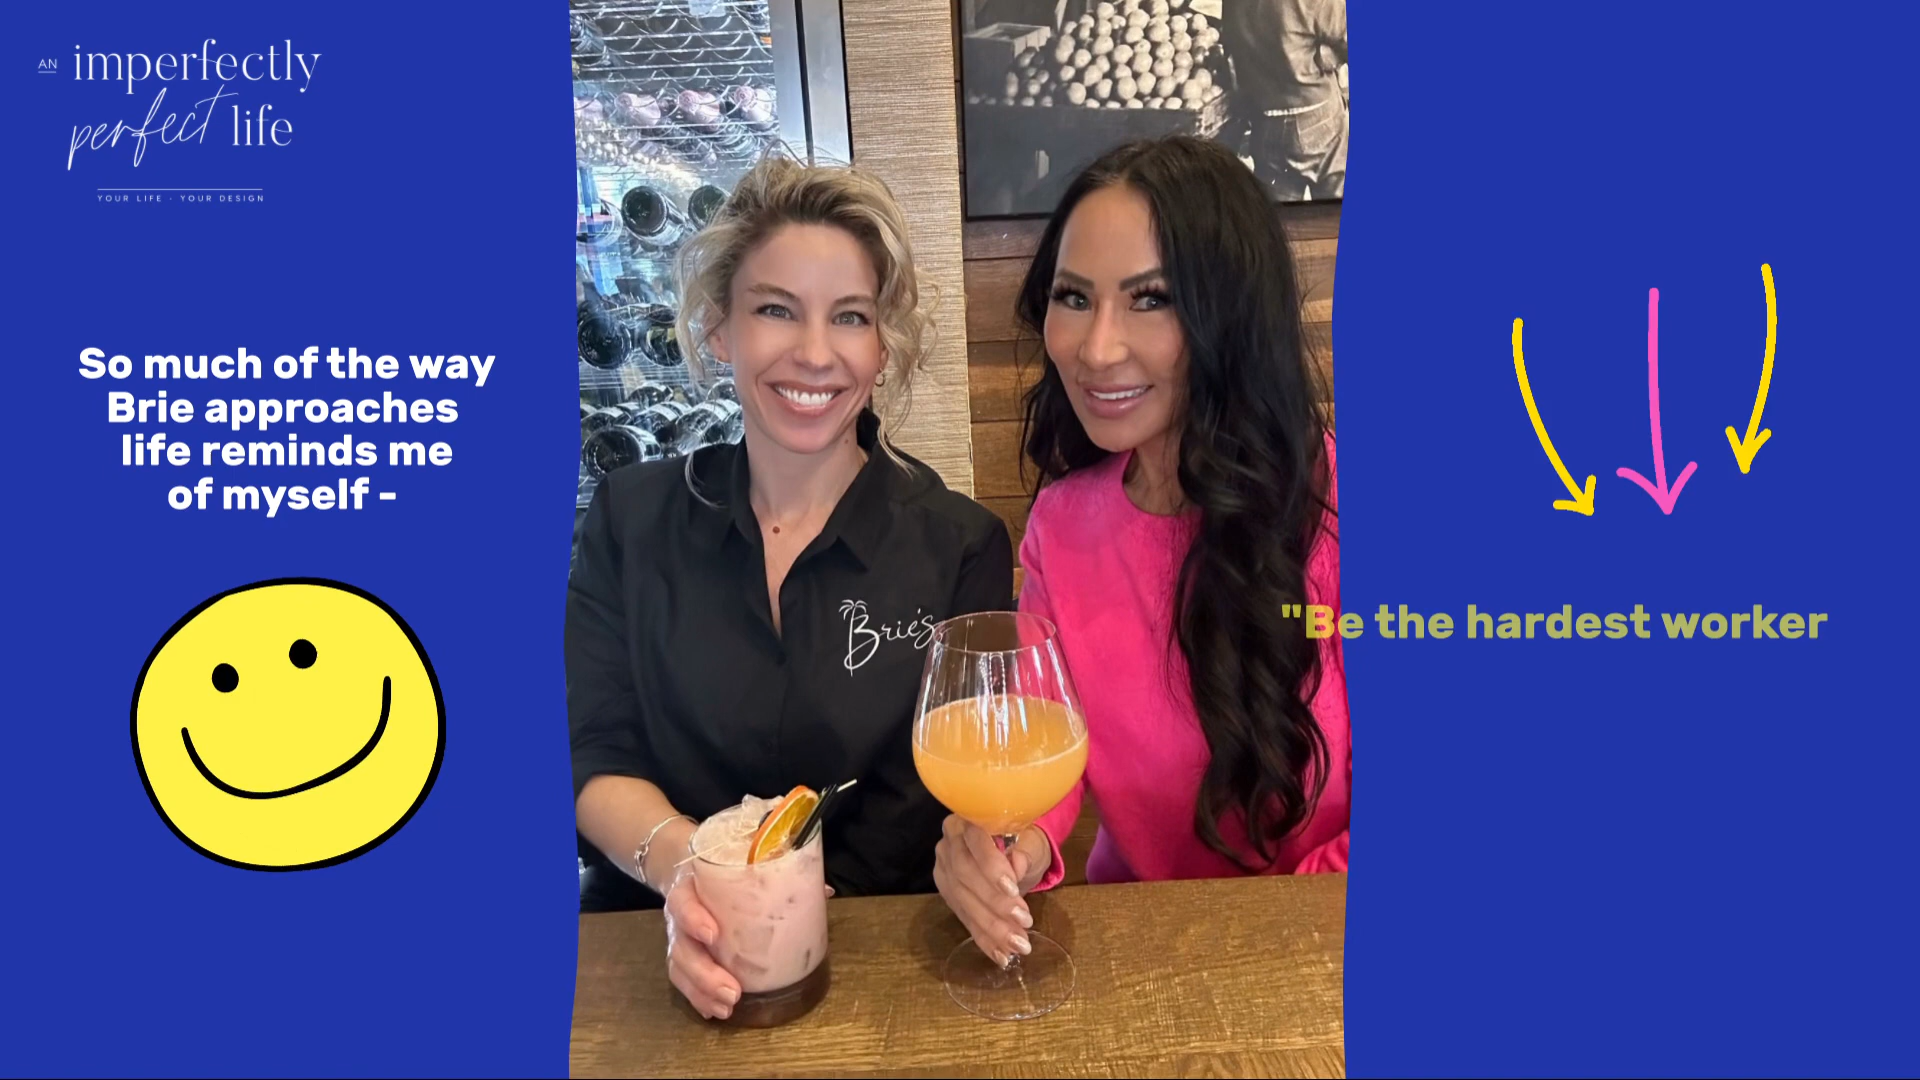 AN imperfectly
perfect life
YOUR LIFE - YOUR DESIGN
So much of the way
Brie approaches
life reminds me
of myself -
Brie's
"Be the hardest worker